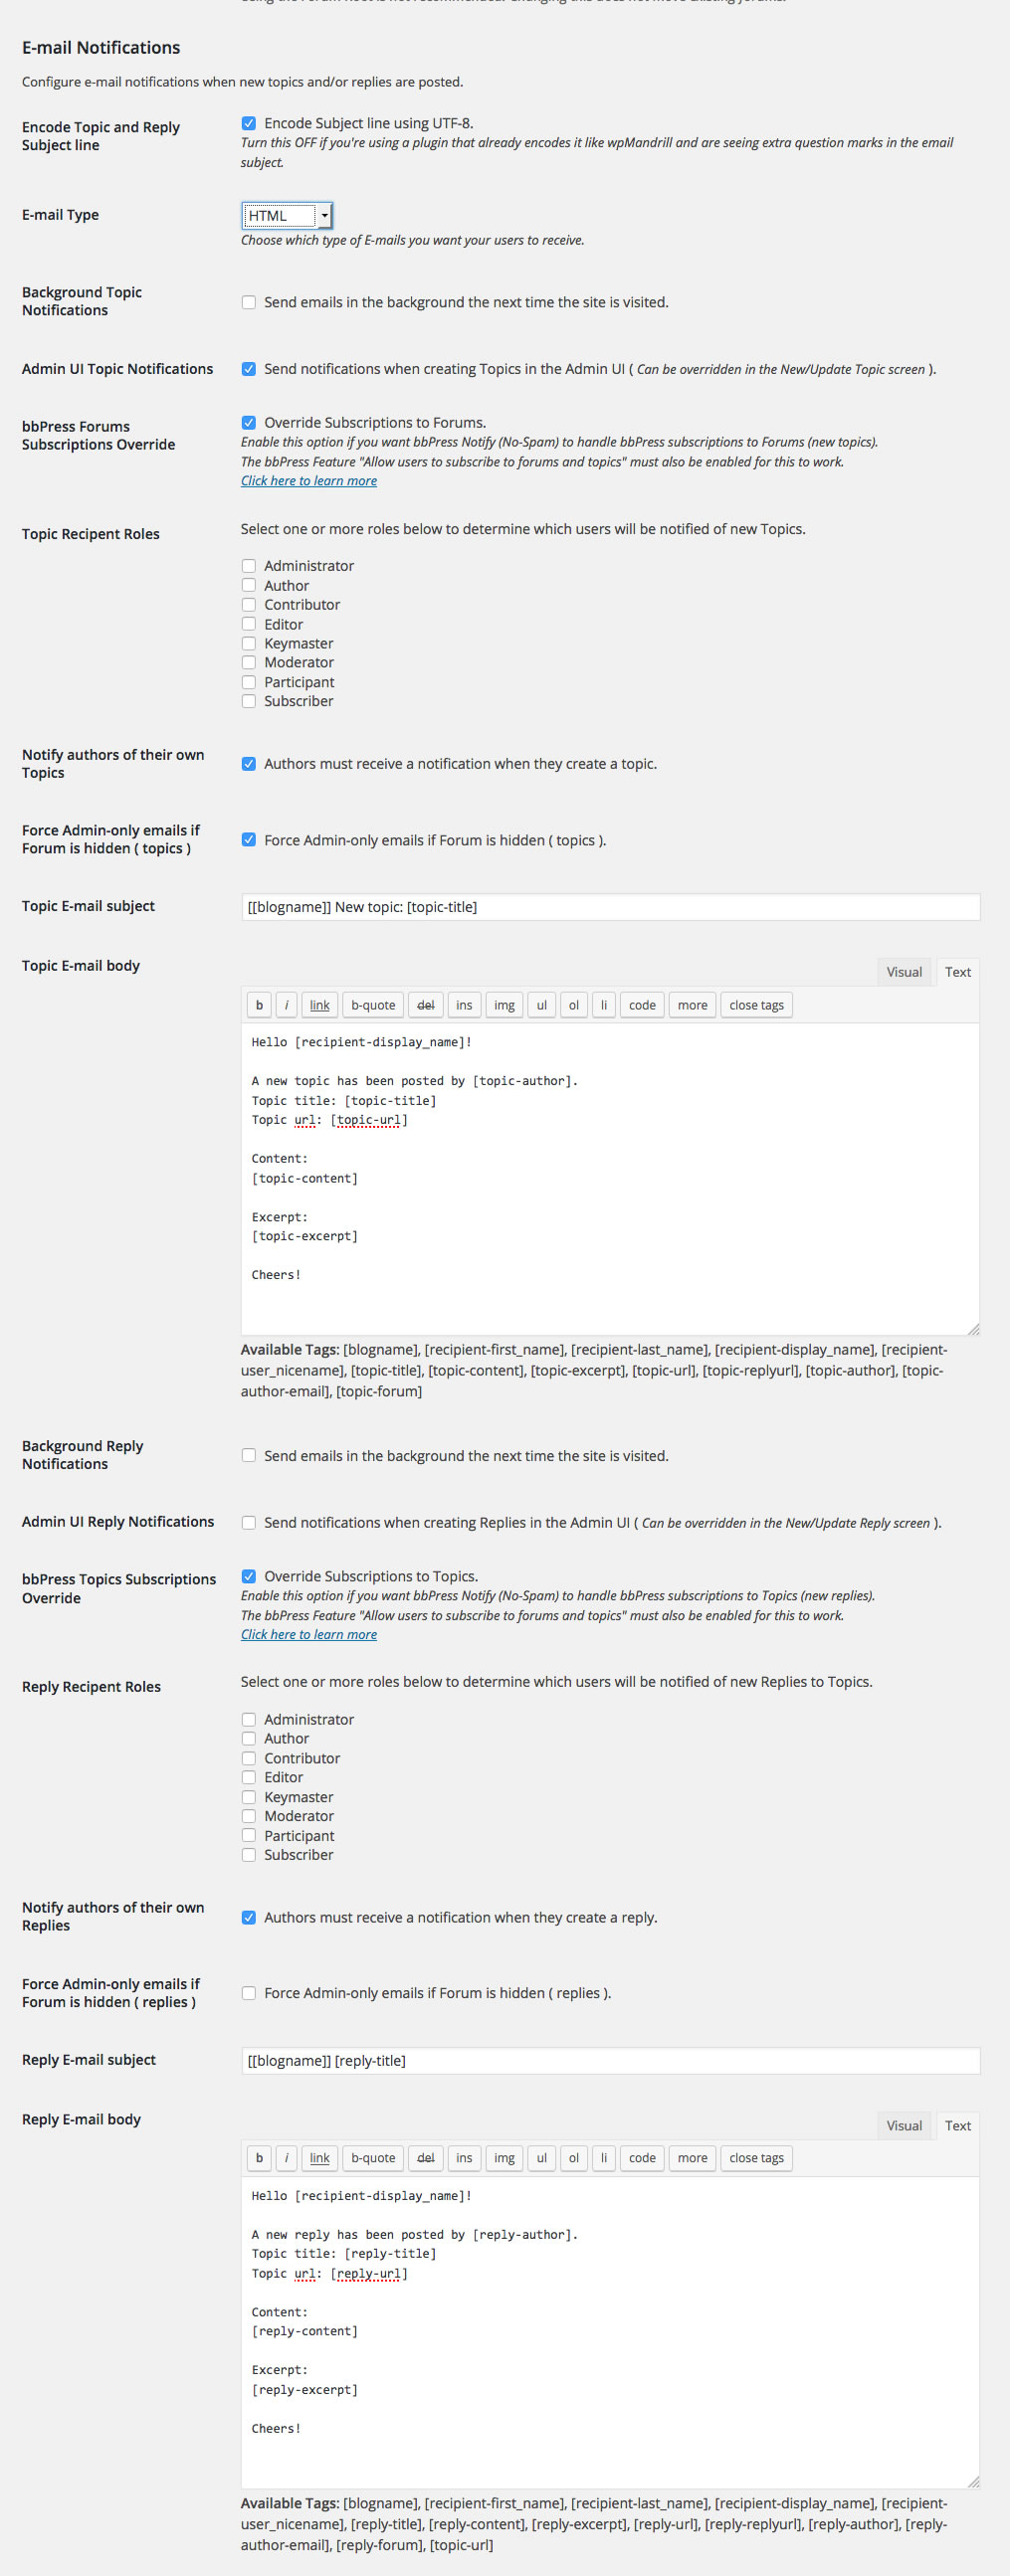 Using the Forum Root is not recommended. Changing this does not move existing forums.
E-mail Notifications
Configure e-mail notifications when new topics and/or replies are posted.
Encode Topic and Reply
Subject line
Encode Subject line using UTF-8.
Turn this OFF if you're using a plugin that already encodes it like wpMandrill and are seeing extra question marks in the email
subject.
E-mail Type
HTML
Choose which type of E-mails you want your users to receive.
Background Topic
Notifications
Send emails in the background the next time the site is visited.
Admin UI Topic Notifications
Send notifications when creating Topics in the Admin UI ( Can be overridden in the New/Update Topic screen ).
bbPress Forums
Subscriptions Override
Override Subscriptions to Forums.
Enable this option if you want bbPress Notify (No-Spam) to handle bbPress subscriptions to Forums (new topics).
The bbPress Feature "Allow users to subscribe to forums and topics" must also be enabled for this to work.
Click here to learn more
Topic Recipent Roles
Select one or more roles below to determine which users will be notified of new Topics.
Administrator
Author
Contributor
Editor
Keymaster
Moderator
Participant
Subscriber
Notify authors of their own
Topics
Authors must receive a notification when they create a topic.
Force Admin-only emails if
Forum is hidden ( topics )
Force Admin-only emails if Forum is hidden ( topics ).
Topic E-mail subject
[[blogname]] New topic: [topic-title]
Topic E-mail body
Visual Text
b i link b-quote del ins img ul ol li code more close tags
Hello [recipient-display_name]!
A new topic has been posted by [topic-author].
Topic title: [topic-title]
Topic url: [topic-url]
Content:
[topic-content]
Excerpt:
[topic-excerpt]
Cheers!
Available Tags: [blogname], [recipient-first_name], [recipient-last_name], [recipient-display_name], [recipient-
user_nicename], [topic-title], [topic-content], [topic-excerpt], [topic-url], [topic-replyurl], [topic-author], [topic-
author-email], [topic-forum]
Background Reply
Notifications
Send emails in the background the next time the site is visited.
Admin UI Reply Notifications
Send notifications when creating Replies in the Admin UI ( Can be overridden in the New/Update Reply screen ).
bbPress Topics Subscriptions
Override
Override Subscriptions to Topics.
Enable this option if you want bbPress Notify (No-Spam) to handle bbPress subscriptions to Topics (new replies).
The bbPress Feature "Allow users to subscribe to forums and topics" must also be enabled for this to work.
Click here to learn more
Reply Recipent Roles
Select one or more roles below to determine which users will be notified of new Replies to Topics.
Administrator
Author
Contributor
Editor
Keymaster
Moderator
Participant
Subscriber
Notify authors of their own
Replies
Authors must receive a notification when they create a reply.
Force Admin-only emails if
Forum is hidden ( replies )
Force Admin-only emails if Forum is hidden ( replies ).
Reply E-mail subject
[[blogname]] [reply-title]
Reply E-mail body
Visual Text
b i link b-quote del ins img ul ol li code more close tags
Hello [recipient-display_name]!
A new reply has been posted by [reply-author].
Topic title: [reply-title]
Topic url: [reply-url]
Content:
[reply-content]
Excerpt:
[reply-excerpt]
Cheers!
Available Tags: [blogname], [recipient-first_name], [recipient-last_name], [recipient-display_name], [recipient-
user_nicename], [reply-title], [reply-content], [reply-excerpt], [reply-url], [reply-replyurl], [reply-author], [reply-
author-email], [reply-forum], [topic-url]